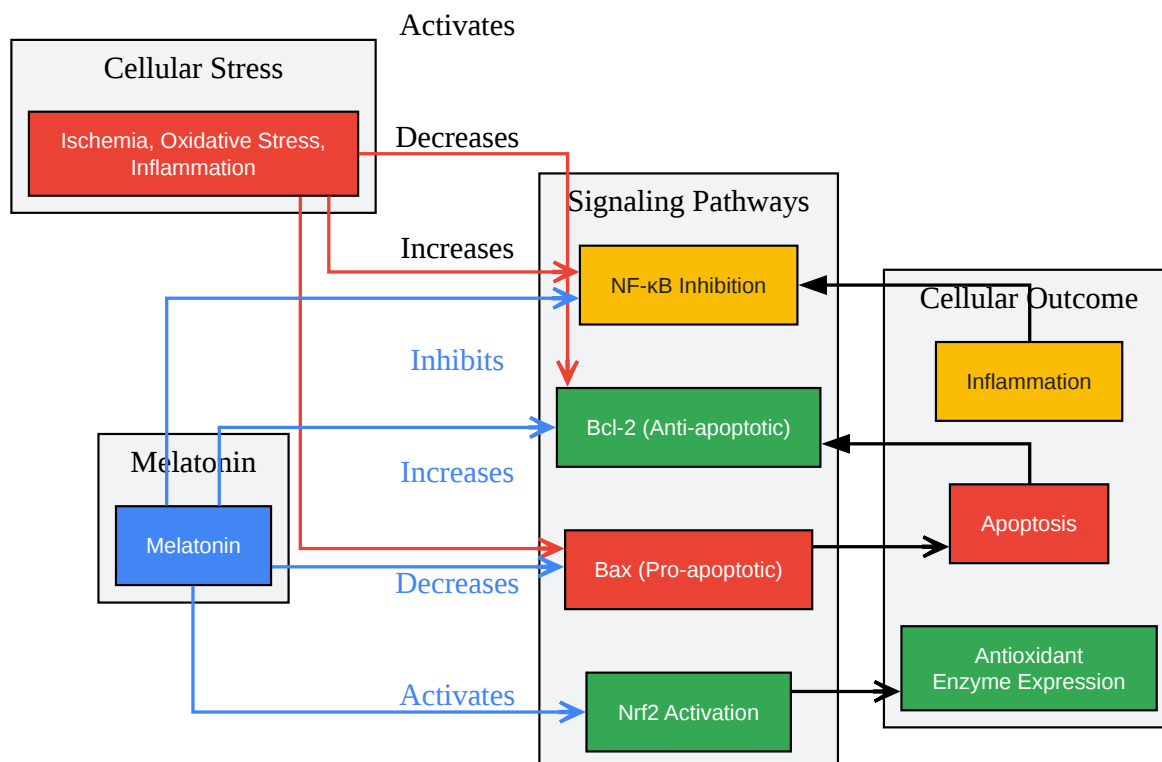 Activates
Cellular Stress
Ischemia, Oxidative Stress,
Inflammation
Decreases
Signaling Pathways
Increases
NF-κB Inhibition
Cellular Outcome
Inhibits
Inflammation
Bcl-2 (Anti-apoptotic)
Melatonin
Increases
Apoptosis
Melatonin
Bax (Pro-apoptotic)
Decreases
Antioxidant
Enzyme Expression
Activates
Nrf2 Activation